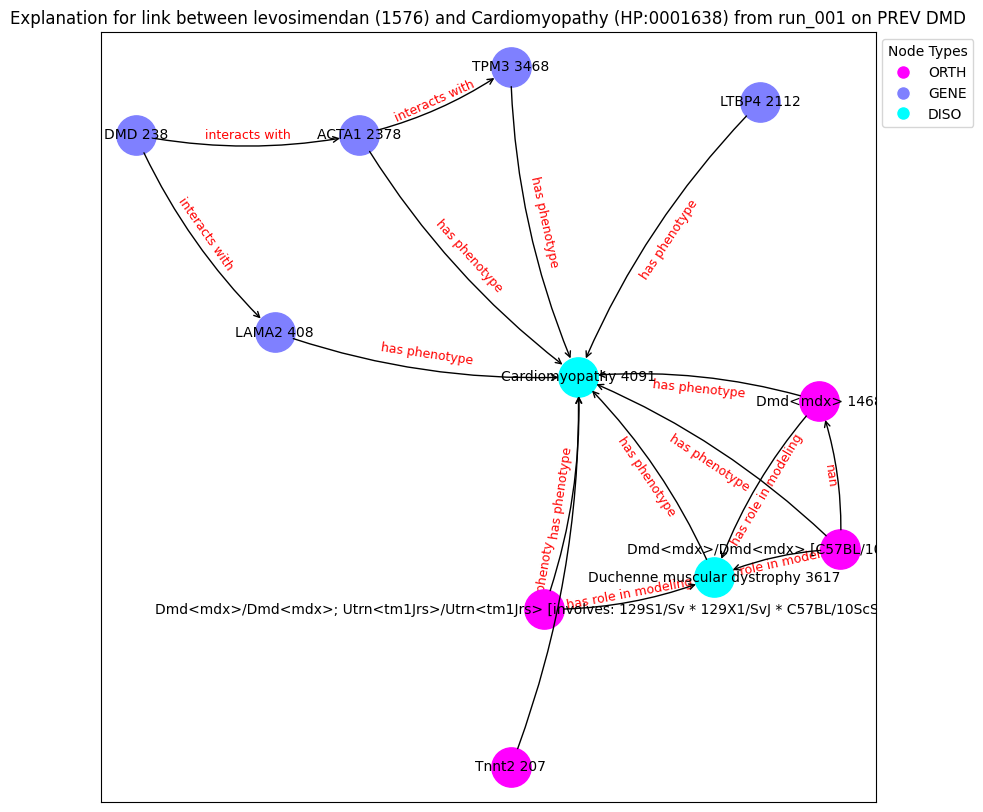 Explanation for link between levosimendan (1576) and Cardiomyopathy (HP:0001638) from run_001 on PREV DMD
Node Types
ORTH
GENE
DISO
TPM3 3468
interacts with
LTBP4 2112
DMD 238
interacts with
ACTA1 2378
has phenotype
has phenotype
has phenotype
interacts with
LAMA2 408
has phenotype
Cardiomyopathy 4091
has phenotype
Dmd<mdx> 1468
has phenotype
has phenotype
has role in modeling
nan
has phenotype
Dmd<mdx>/Dmd<mdx> [C57BL/10
role in model
phenoty
Duchenne muscular dystrophy 3617
has role in modeling
Dmd<mdx>/Dmd<mdx>; Utrn<tm1Jrs>/Utrn<tm1Jrs> [involves: 129S1/Sv * 129X1/SvJ * C57BL/10ScS
Tnnt2 207